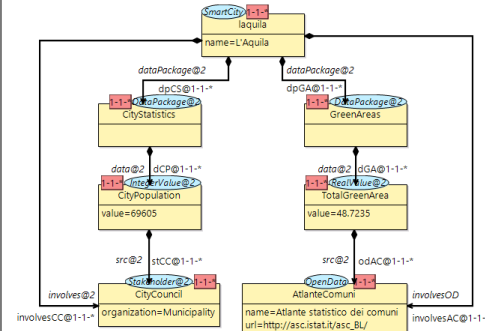 SmartCity 1-1-*
laquila
name=L'Aquila
dataPackage@2
dataPackage@2
dpCS@1-1-*
dpGA@1-1-*
1-1-* DataPackage@2
1-1-* DataPackage@2
CityStatistics
GreenAreas
data@2 dCP@1-1-*
data@2 dGA@1-1-*
1-1-* IntegerValue@2
1-1-* RealValue@2
CityPopulation
TotalGreenArea
value=69605
value=48.7235
src@2 stCC@1-1-*
src@2 odAC@1-1-*
Stakeholder@2 1-1-*
OpenData 1-1-*
involves@2
CityCouncil
AtlanteComuni
involvesOD
involvesCC@1-1-*
organization=Municipality
name=Atlante statistico dei comuni
involvesAC@1-1-*
url=http://asc.istat.it/asc_BL/